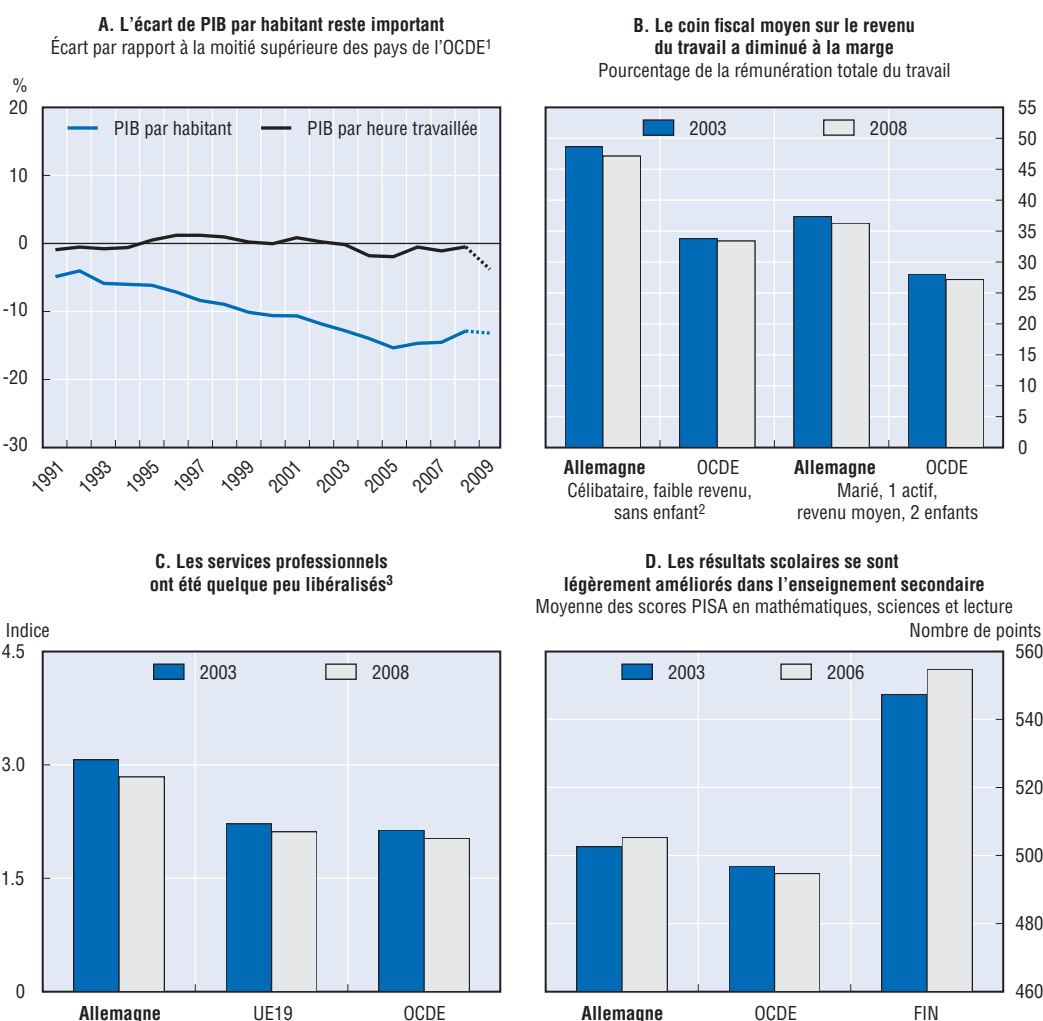 A. L'écart de PIB par habitant reste important
Écart par rapport à la moitié supérieure des pays de l'OCDE1
%
20
10
0
-10
-20
-30
PIB par habitant
PIB par heure travaillée
1991
1993
1995
1997
1999
2001
2003
2005
2007
2009
B. Le coin fiscal moyen sur le revenu
du travail a diminué à la marge
Pourcentage de la rémunération totale du travail
2003
2008
55
50
45
40
35
30
25
20
15
10
5
0
Allemagne
OCDE
Allemagne
OCDE
Célibataire, faible revenu,
sans enfant2
Marié, 1 actif,
revenu moyen, 2 enfants
C. Les services professionnels
ont été quelque peu libéralisés3
Indice
4.5
3.0
1.5
0
2003
2008
Allemagne
UE19
OCDE
D. Les résultats scolaires se sont
légèrement améliorés dans l'enseignement secondaire
Moyenne des scores PISA en mathématiques, sciences et lecture
Nombre de points
2003
2006
560
540
520
500
480
460
Allemagne
OCDE
FIN